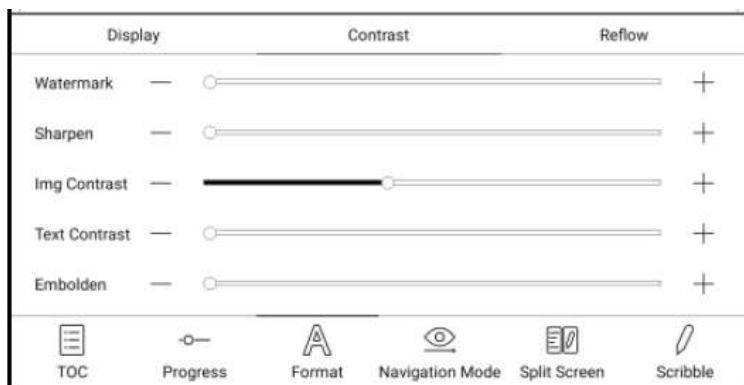 Display Contrast Reflow
Watermark
Sharpen
Img Contrast
Text Contrast
Embolden
TOC Progress Format Navigation Mode Split Screen Scribble